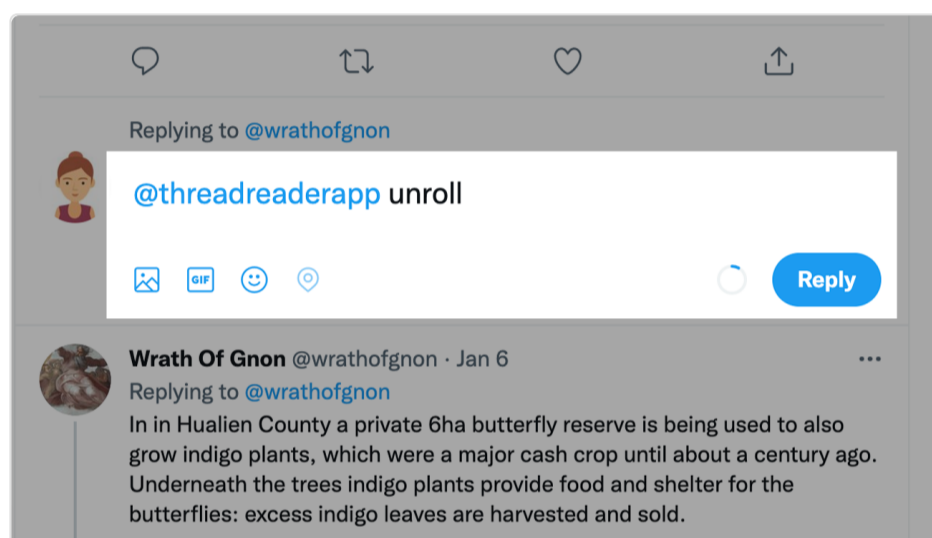 Replying to @wrathofgnon
@threadreaderapp unroll
GIF
Reply
Wrath Of Gnon @wrathofgnon · Jan 6
Replying to @wrathofgnon
In in Hualien County a private 6ha butterfly reserve is being used to also
grow indigo plants, which were a major cash crop until about a century ago.
Underneath the trees indigo plants provide food and shelter for the
butterflies: excess indigo leaves are harvested and sold.